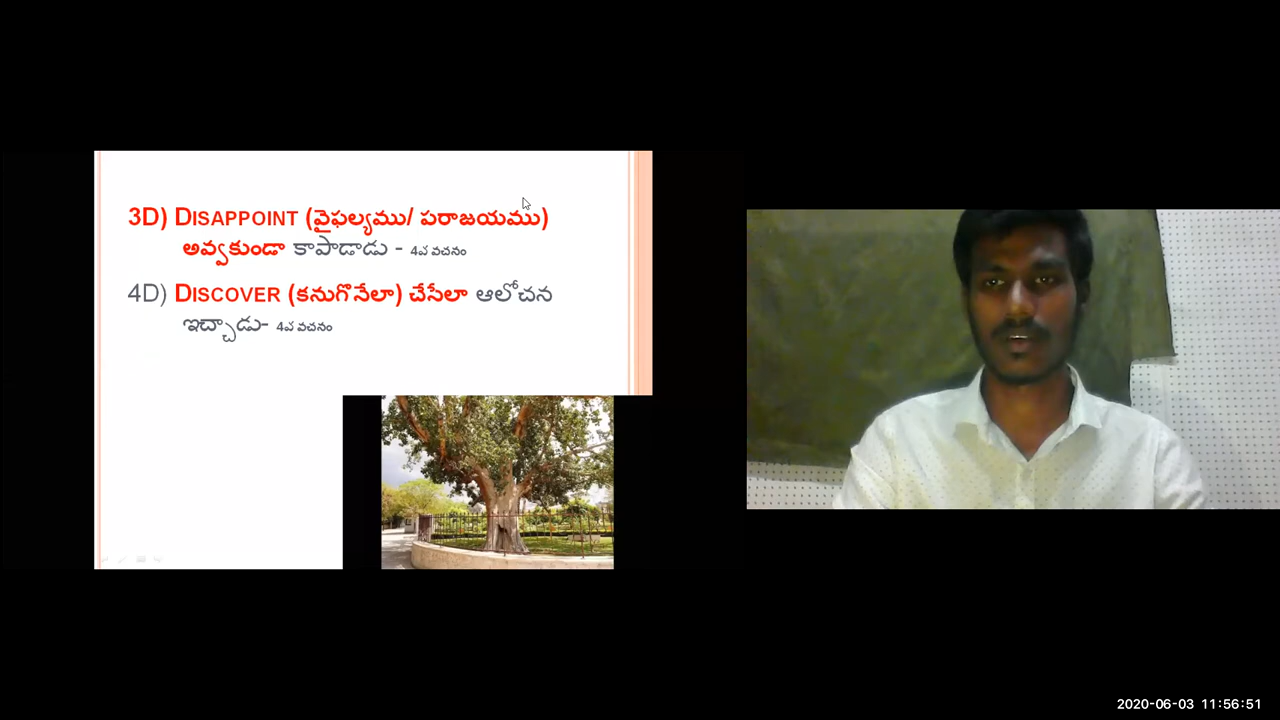 3D) DISAPPOINT (వైఫల్యము/ పరాజయము)
అవ్వకుండా కాపాడాడు - 4వ వచనం
4D) DISCOVER (కనుగొనేలా) చేసేలా ఆలోచన
ఇచ్చాడు- 4వ వచనం
2020-06-03 11:56:51